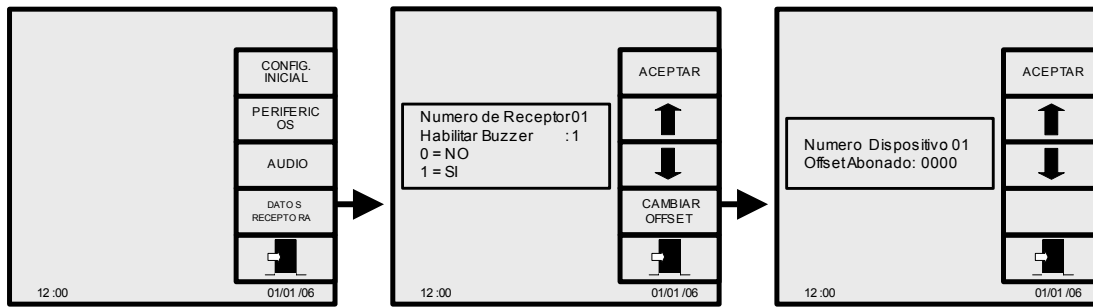 CONFIG.
INICIAL
PERIFERIC
OS
AUDIO
DATOS
RECEPTORA
12:00
01/01/06
Numero de Receptor01
Habilitar Buzzer :1
0 = NO
1 = SI
ACEPTAR
CAMBIAR
OFFSET
12:00
01/01/06
Numero Dispositivo 01
OffsetAbonado: 0000
ACEPTAR
12:00
01/01/06